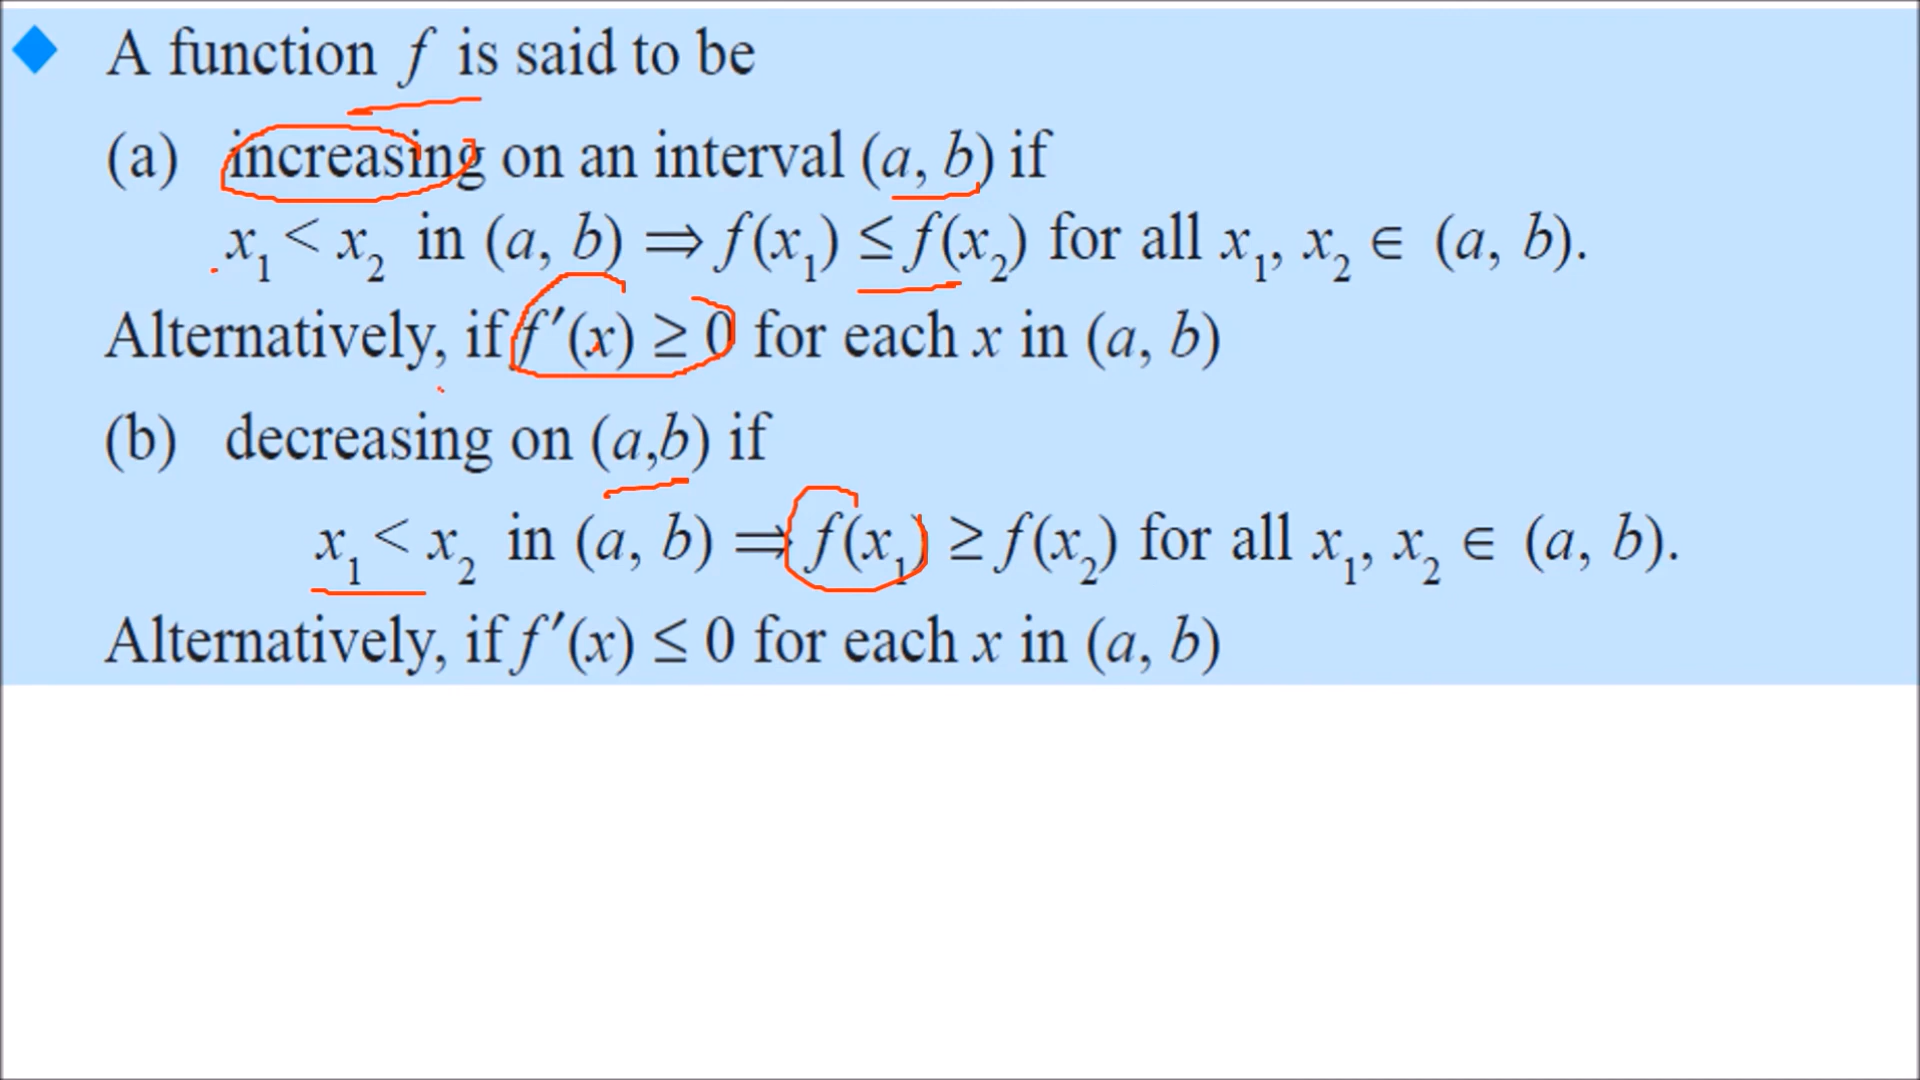 A function f is said to be
(a) increasing on an interval (a, b) if
x₁ < x₂ in (a, b) ⇒ f(x₁) ≤ f(x₂) for all x₁, x₂ ∈ (a, b).
Alternatively, if f′(x) ≥ 0 for each x in (a, b)
(b) decreasing on (a,b) if
x₁ < x₂ in (a, b) ⇒ f(x₁) ≥ f(x₂) for all x₁, x₂ ∈ (a, b).
Alternatively, if f′(x) ≤ 0 for each x in (a, b)